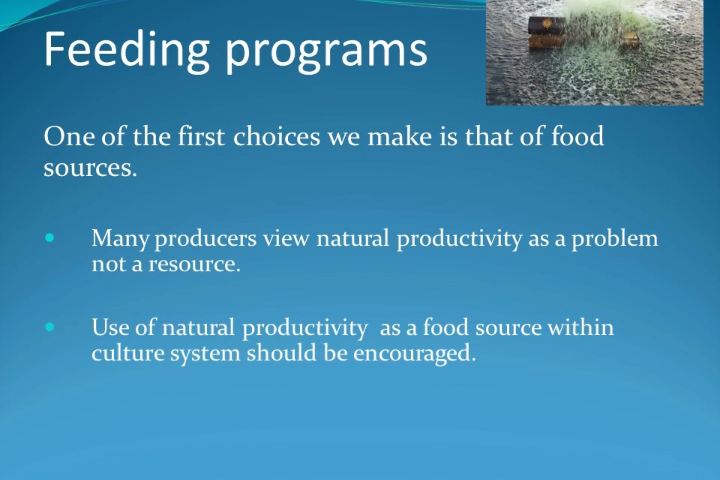 Feeding programs
One of the first choices we make is that of food
sources.
Many producers view natural productivity as a problem
not a resource.
Use of natural productivity  as a food source within
culture system should be encouraged.